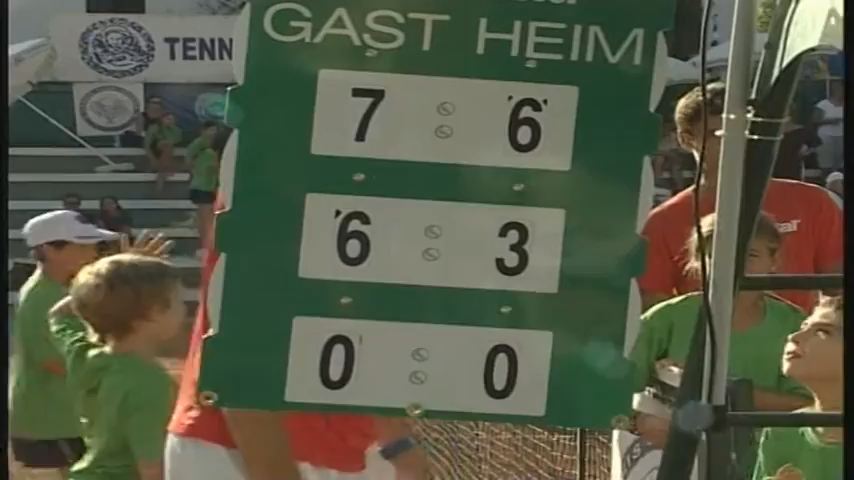 TENN
GAST HEIM
7 : 6
6 : 3
0 : 0